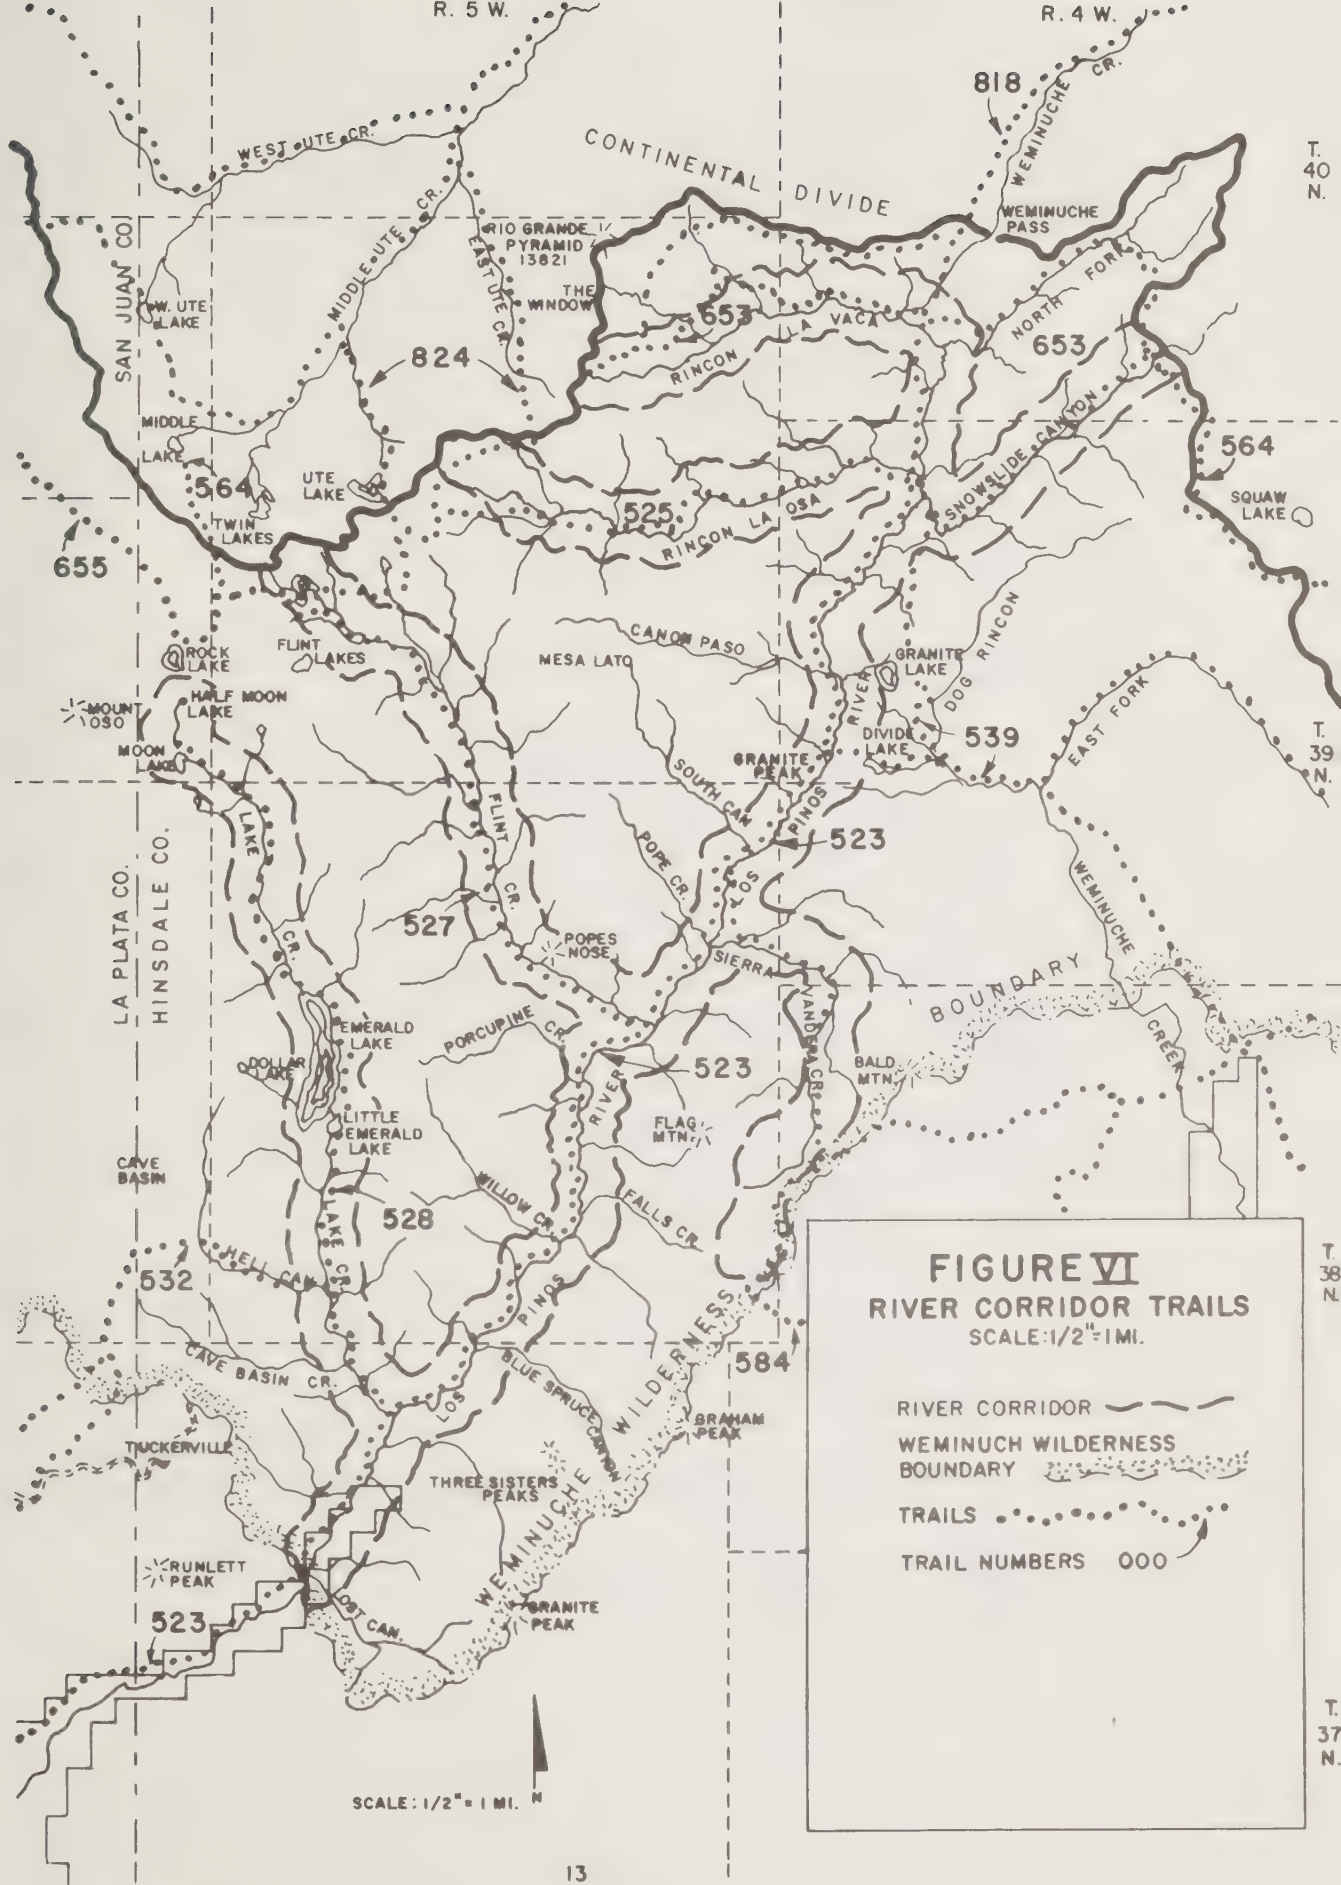 R. 5 W.
R. 4 W.
818
WEMINUCHE CR.
WEST UTE CR.
CONTINENTAL DIVIDE
T.
40
N.
MIDDLE UTE CR.
EAST UTE CR.
RIO GRANDE
PYRAMID
13821
WEMINUCHE
PASS
SAN JUAN CO.
W. UTE
LAKE
THE
WINDOW
653
RINCON LA VACA
NORTH FORK
653
824
MIDDLE
LAKE
564
UTE
LAKE
TWIN
LAKES
525
RINCON LA OSA
SNOWSLIDE CANYON
564
SQUAW
LAKE
655
ROCK
LAKE
FLINT
LAKES
CANON PASO
MESA LATO
GRANITE
LAKE
DOG RINCON
MOUNT
OSO
HALF MOON
LAKE
MOON
LAKE
RIVER
DIVIDE
LAKE
539
EAST FORK
T.
39
N.
GRANITE
PEAK
SOUTH CAN
PINOS
LAKE
FLINT
523
POPE CR.
LOS
WEMINUCHE
LA PLATA CO.
HINSDALE CO.
CR.
527
CR.
POPES
NOSE
SIERRA
VANDERA CR.
BOUNDARY
EMERALD
LAKE
PORCUPINE CR.
DOLLAR
LAKE
523
RIVER
BALD
MTN.
CREEK
LITTLE
EMERALD
LAKE
FLAG
MTN.
CAVE
BASIN
528
LAKE CR.
WILLOW CR.
FALLS CR.
532
HELL CAN
PINOS
FIGURE VI
RIVER CORRIDOR TRAILS
SCALE: 1/2"=1 MI.
T.
38
N.
CAVE BASIN CR.
LOS
BLUE SPRUCE CANYON
WILDERNESS
584
GRAHAM
PEAK
RIVER CORRIDOR
WEMINUCH WILDERNESS
BOUNDARY
TUCKERVILLE
THREE SISTERS
PEAKS
WEMINUCHE
TRAILS
TRAIL NUMBERS 000
RUNLETT
PEAK
523
LOST CAN.
GRANITE
PEAK
T.
37
N.
SCALE: 1/2" = 1 MI.
N
13